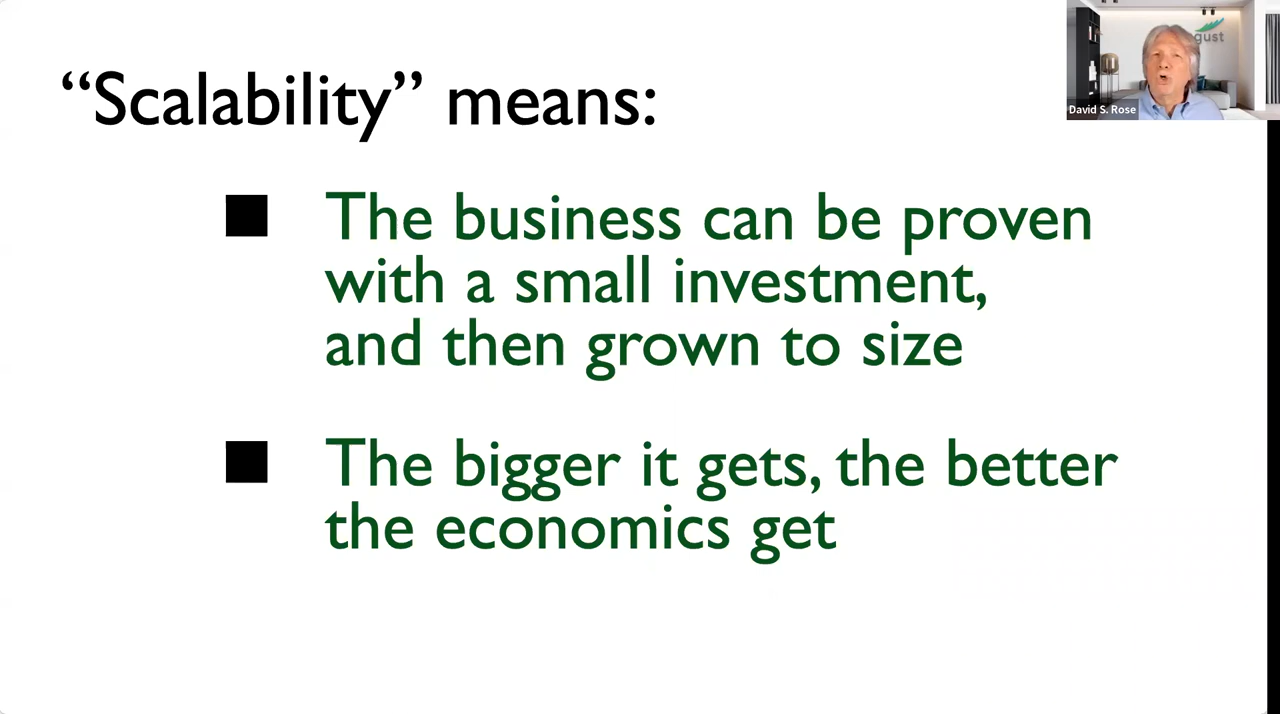 “Scalability” means:
■ The business can be proven
with a small investment,
and then grown to size
■ The bigger it gets, the better
the economics get
gust
David S. Rose